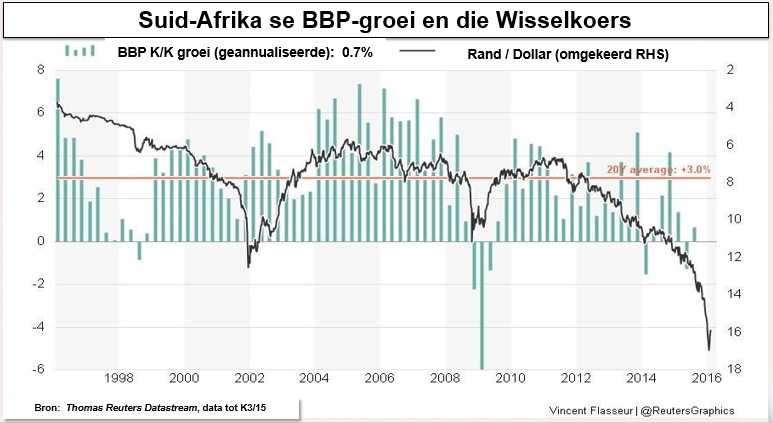 Suid-Afrika se BBP-groei en die Wisselkoers
BBP K/K groei (geannualiseerde): 0.7%
Rand / Dollar (omgekeerd RHS)
8 2
6 4
4 6
20Y average: +3.0%
2 8
0 10
-2 12
-4 14
-6 16
18
1998 2000 2002 2004 2006 2008 2010 2012 2014 2016
Bron: Thomas Reuters Datastream, data tot K3/15
Vincent Flasseur | @ReutersGraphics